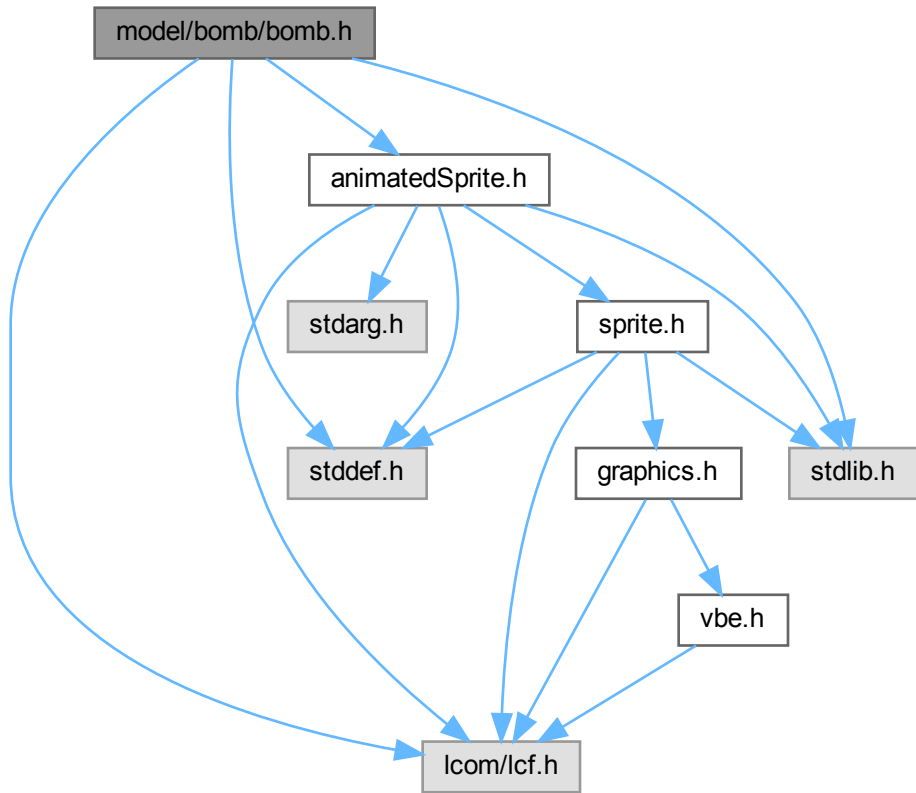 model/bomb/bomb.h
animatedSprite.h
stdarg.h
sprite.h
stddef.h
graphics.h
stdlib.h
vbe.h
lcom/lcf.h